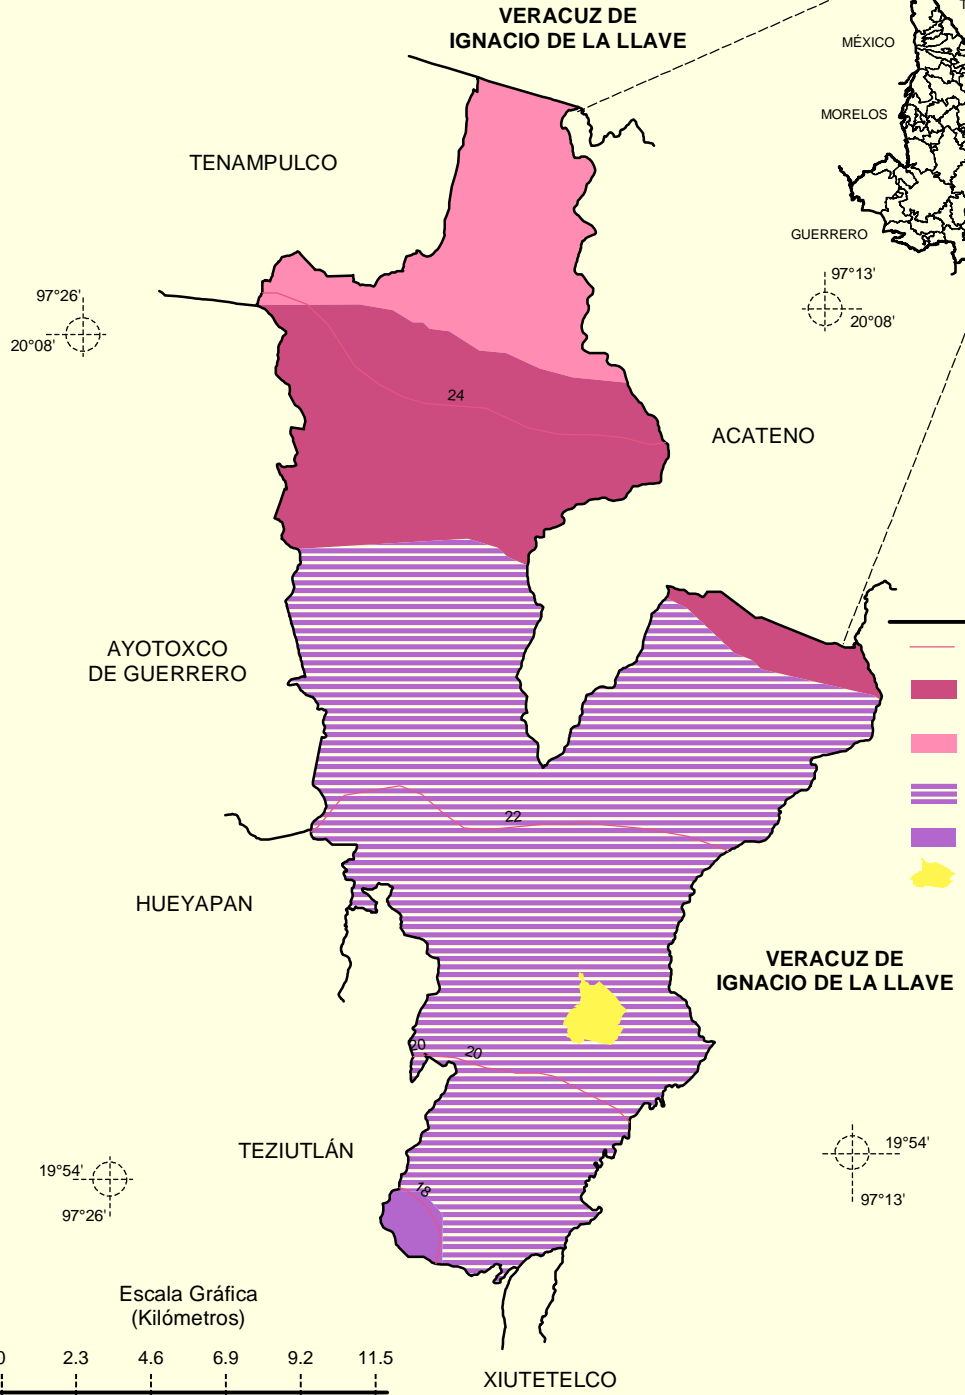 VERACUZ DE
IGNACIO DE LA LLAVE
MÉXICO
MORELOS
TENAMPULCO
GUERRERO
97°13'
97°26'
20°08'
20°08'
24
ACATENO
AYOTOXCO
DE GUERRERO
22
HUEYAPAN
VERACUZ DE
IGNACIO DE LA LLAVE
20
20
TEZIUTLÁN
19°54'
19°54'
18
97°13'
97°26'
Escala Gráfica
(Kilómetros)
0 2.3 4.6 6.9 9.2 11.5
XIUTETELCO